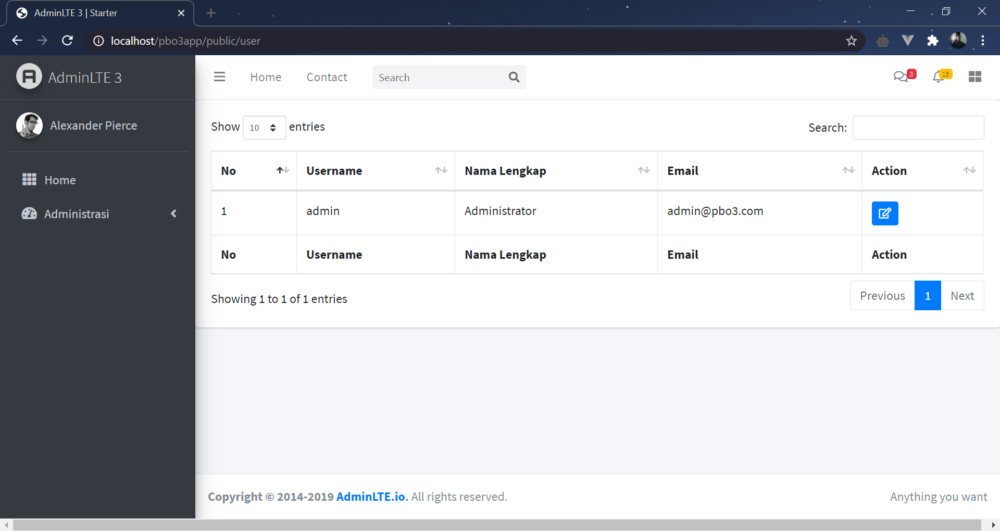 AdminLTE 3 | Starter
localhost/pbo3app/public/user
AdminLTE 3
Home
Contact
Search
3
15
Alexander Pierce
Home
Administrasi
Show 10 entries
Search:
No Username Nama Lengkap Email Action
1 admin Administrator admin@pbo3.com
No Username Nama Lengkap Email Action
Showing 1 to 1 of 1 entries
Previous 1 Next
Copyright © 2014-2019 AdminLTE.io. All rights reserved.
Anything you want